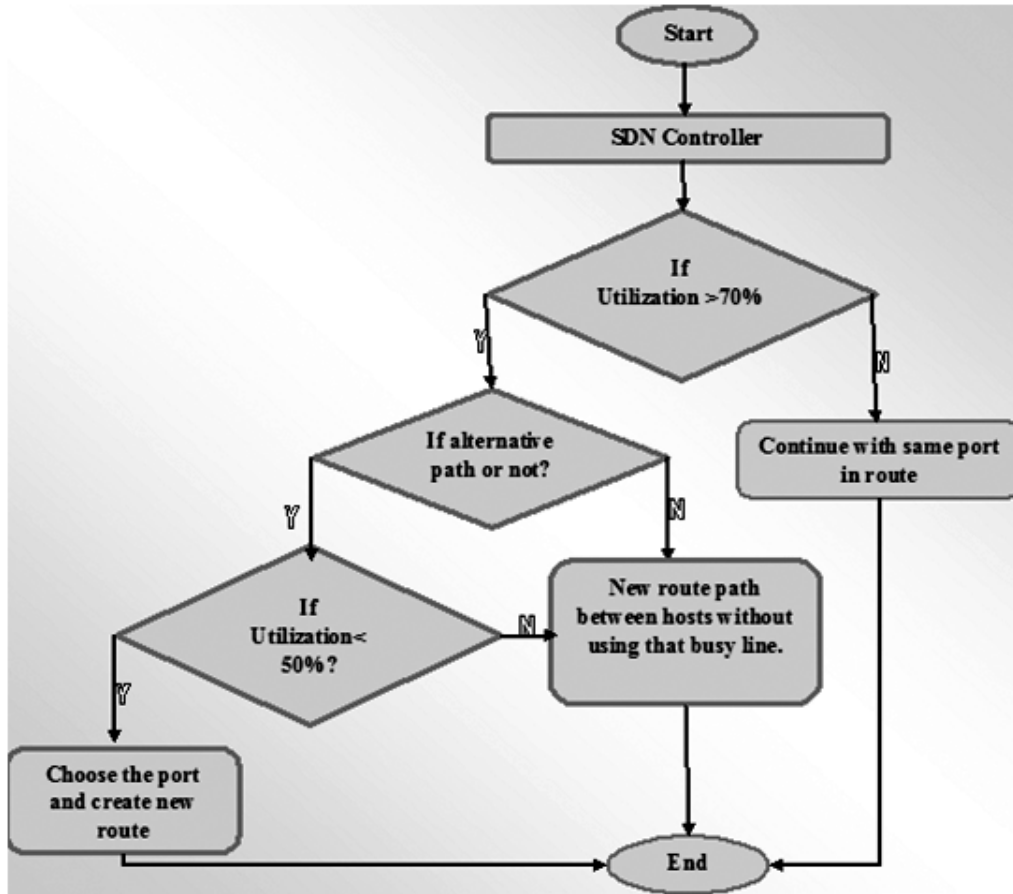 Start
SDN Controller
If
Utilization >70%
Y
N
If alternative
path or not?
Continue with same port
in route
Y
N
If
Utilization<
50%?
N
New route path
between hosts without
using that busy line.
Y
Choose the port
and create new
route
End